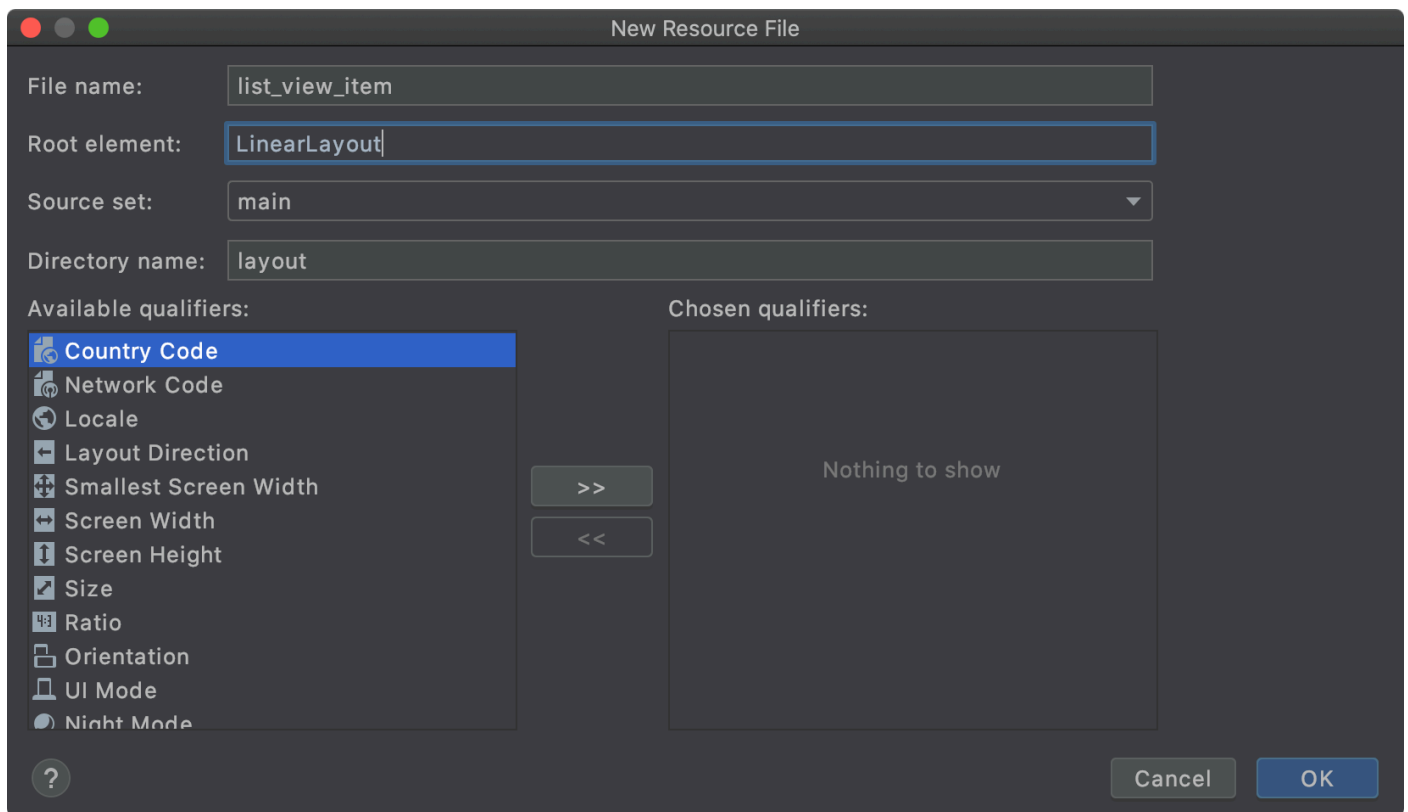 New Resource File
File name: list_view_item
Root element: LinearLayout
Source set: main
Directory name: layout
Available qualifiers:
Chosen qualifiers:
Country Code
Network Code
Locale
Layout Direction
Smallest Screen Width
Screen Width
Screen Height
Size
4:3 Ratio
Orientation
UI Mode
Night Mode
>>
<<
Nothing to show
?
Cancel
OK